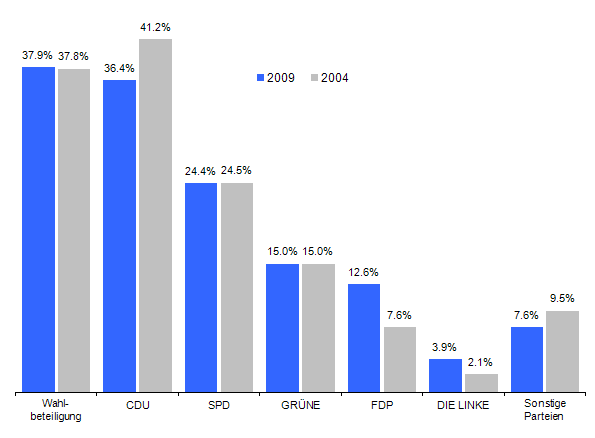 41.2%
37.9% 37.8%
36.4%
2009 2004
24.4% 24.5%
15.0% 15.0%
12.6%
7.6%
3.9%
2.1%
7.6%
9.5%
Wahl-
beteiligung
CDU
SPD
GRÜNE
FDP
DIE LINKE
Sonstige
Parteien